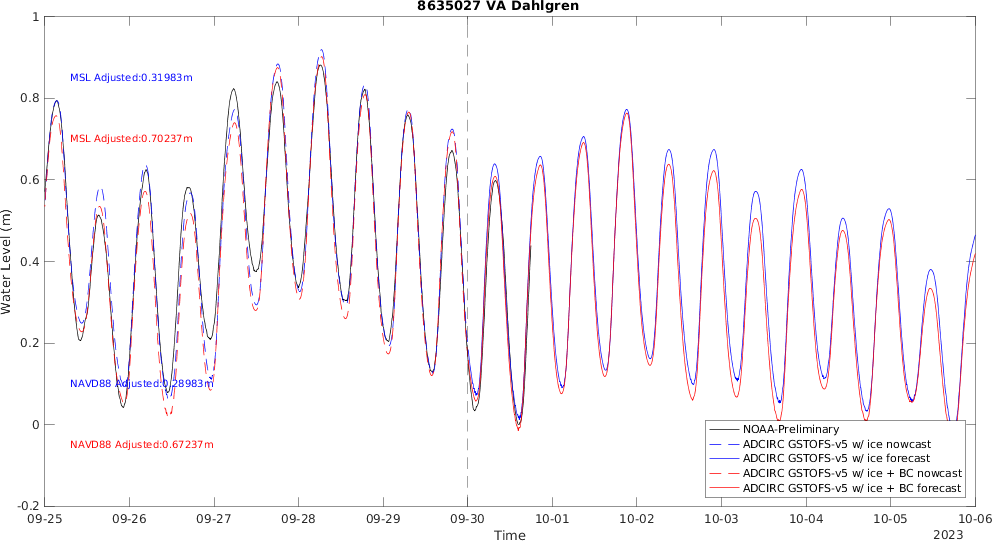 8635027 VA Dahlgren
1
0.8
0.6
0.4
0.2
0
-0.2
Water Level (m)
MSL Adjusted:0.31983m
MSL Adjusted:0.70237m
NAVD88 Adjusted:0.28983m
NAVD88 Adjusted:0.67237m
NOAA-Preliminary
ADCIRC GSTOFS-v5 w/ ice nowcast
ADCIRC GSTOFS-v5 w/ ice forecast
ADCIRC GSTOFS-v5 w/ ice + BC nowcast
ADCIRC GSTOFS-v5 w/ ice + BC forecast
09-25 09-26 09-27 09-28 09-29 09-30 10-01 10-02 10-03 10-04 10-05 10-06
Time
2023